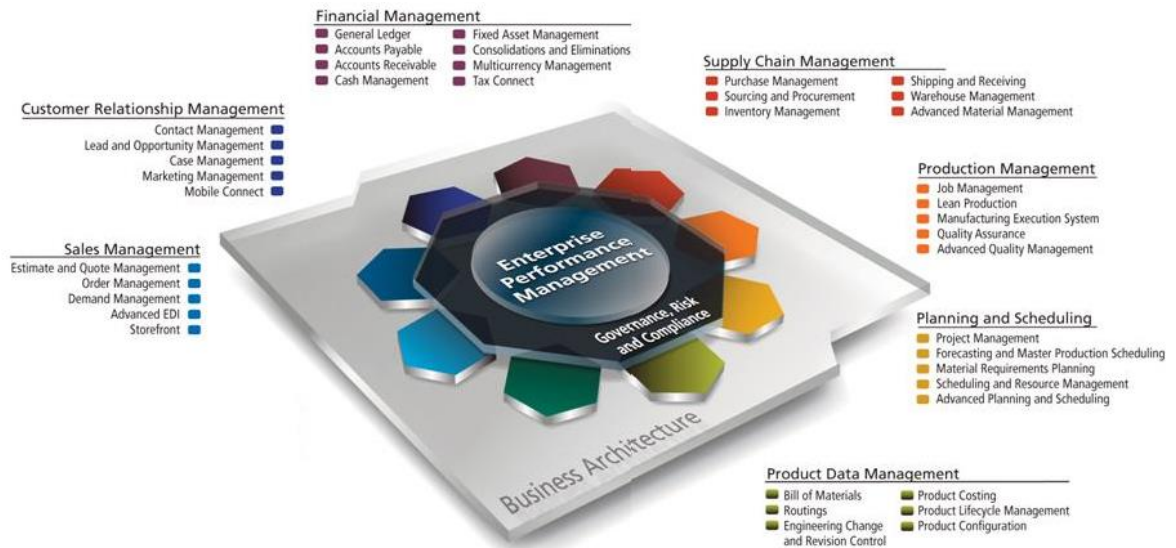 Financial Management
General Ledger
Accounts Payable
Accounts Receivable
Cash Management
Fixed Asset Management
Consolidations and Eliminations
Multicurrency Management
Tax Connect
Supply Chain Management
Purchase Management
Sourcing and Procurement
Inventory Management
Shipping and Receiving
Warehouse Management
Advanced Material Management
Customer Relationship Management
Contact Management
Lead and Opportunity Management
Case Management
Marketing Management
Mobile Connect
Production Management
Job Management
Lean Production
Manufacturing Execution System
Quality Assurance
Advanced Quality Management
Sales Management
Estimate and Quote Management
Order Management
Demand Management
Advanced EDI
Storefront
Enterprise
Performance
Management
Governance, Risk
and Compliance
Planning and Scheduling
Project Management
Forecasting and Master Production Scheduling
Material Requirements Planning
Scheduling and Resource Management
Advanced Planning and Scheduling
Business Architecture
Product Data Management
Bill of Materials
Routings
Engineering Change
and Revision Control
Product Costing
Product Lifecycle Management
Product Configuration